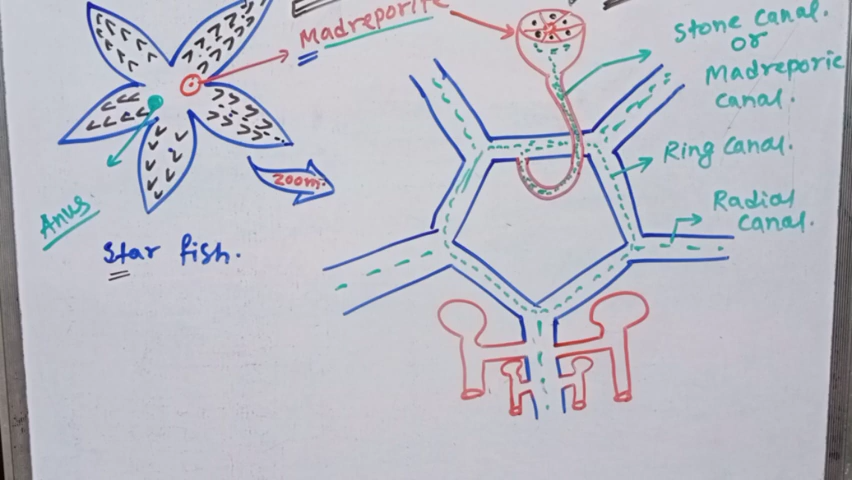 Madreporite
Stone canal.
or
Madreporic
canal.
Ring canal.
Radial
canal.
zoom.
Anus.
Star fish.